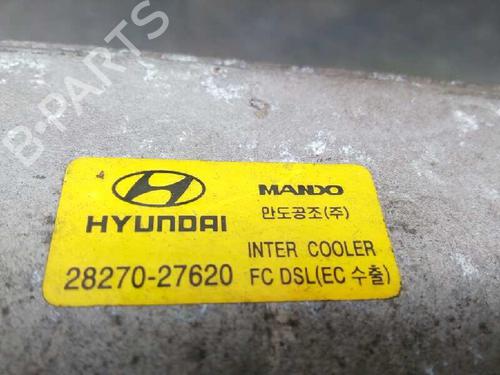 B-PARTS
HYUNDAI
MANDO
만도공조(주)
28270-27620
INTER COOLER
FC DSL(EC 수출)